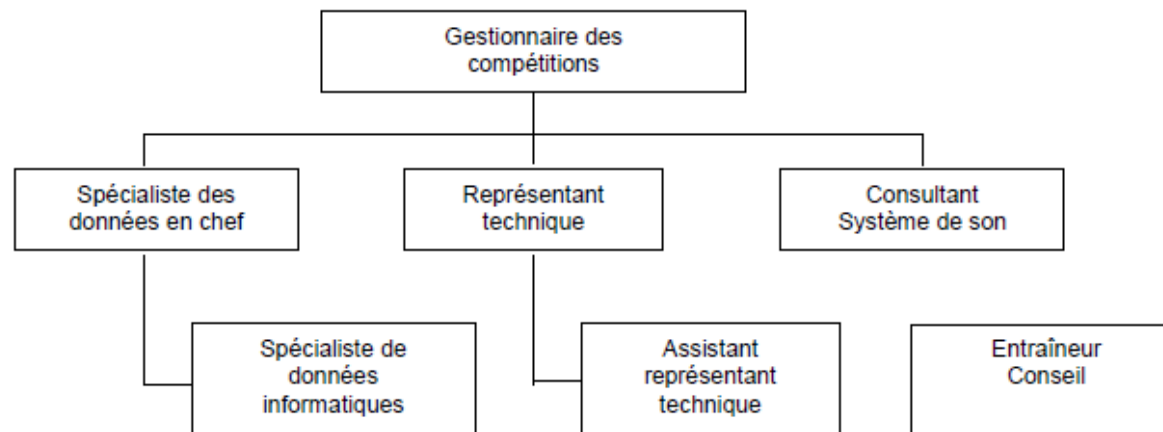 Gestionnaire des
compétitions
Spécialiste des
données en chef
Représentant
technique
Consultant
Système de son
Spécialiste de
données
informatiques
Assistant
représentant
technique
Entraîneur
Conseil